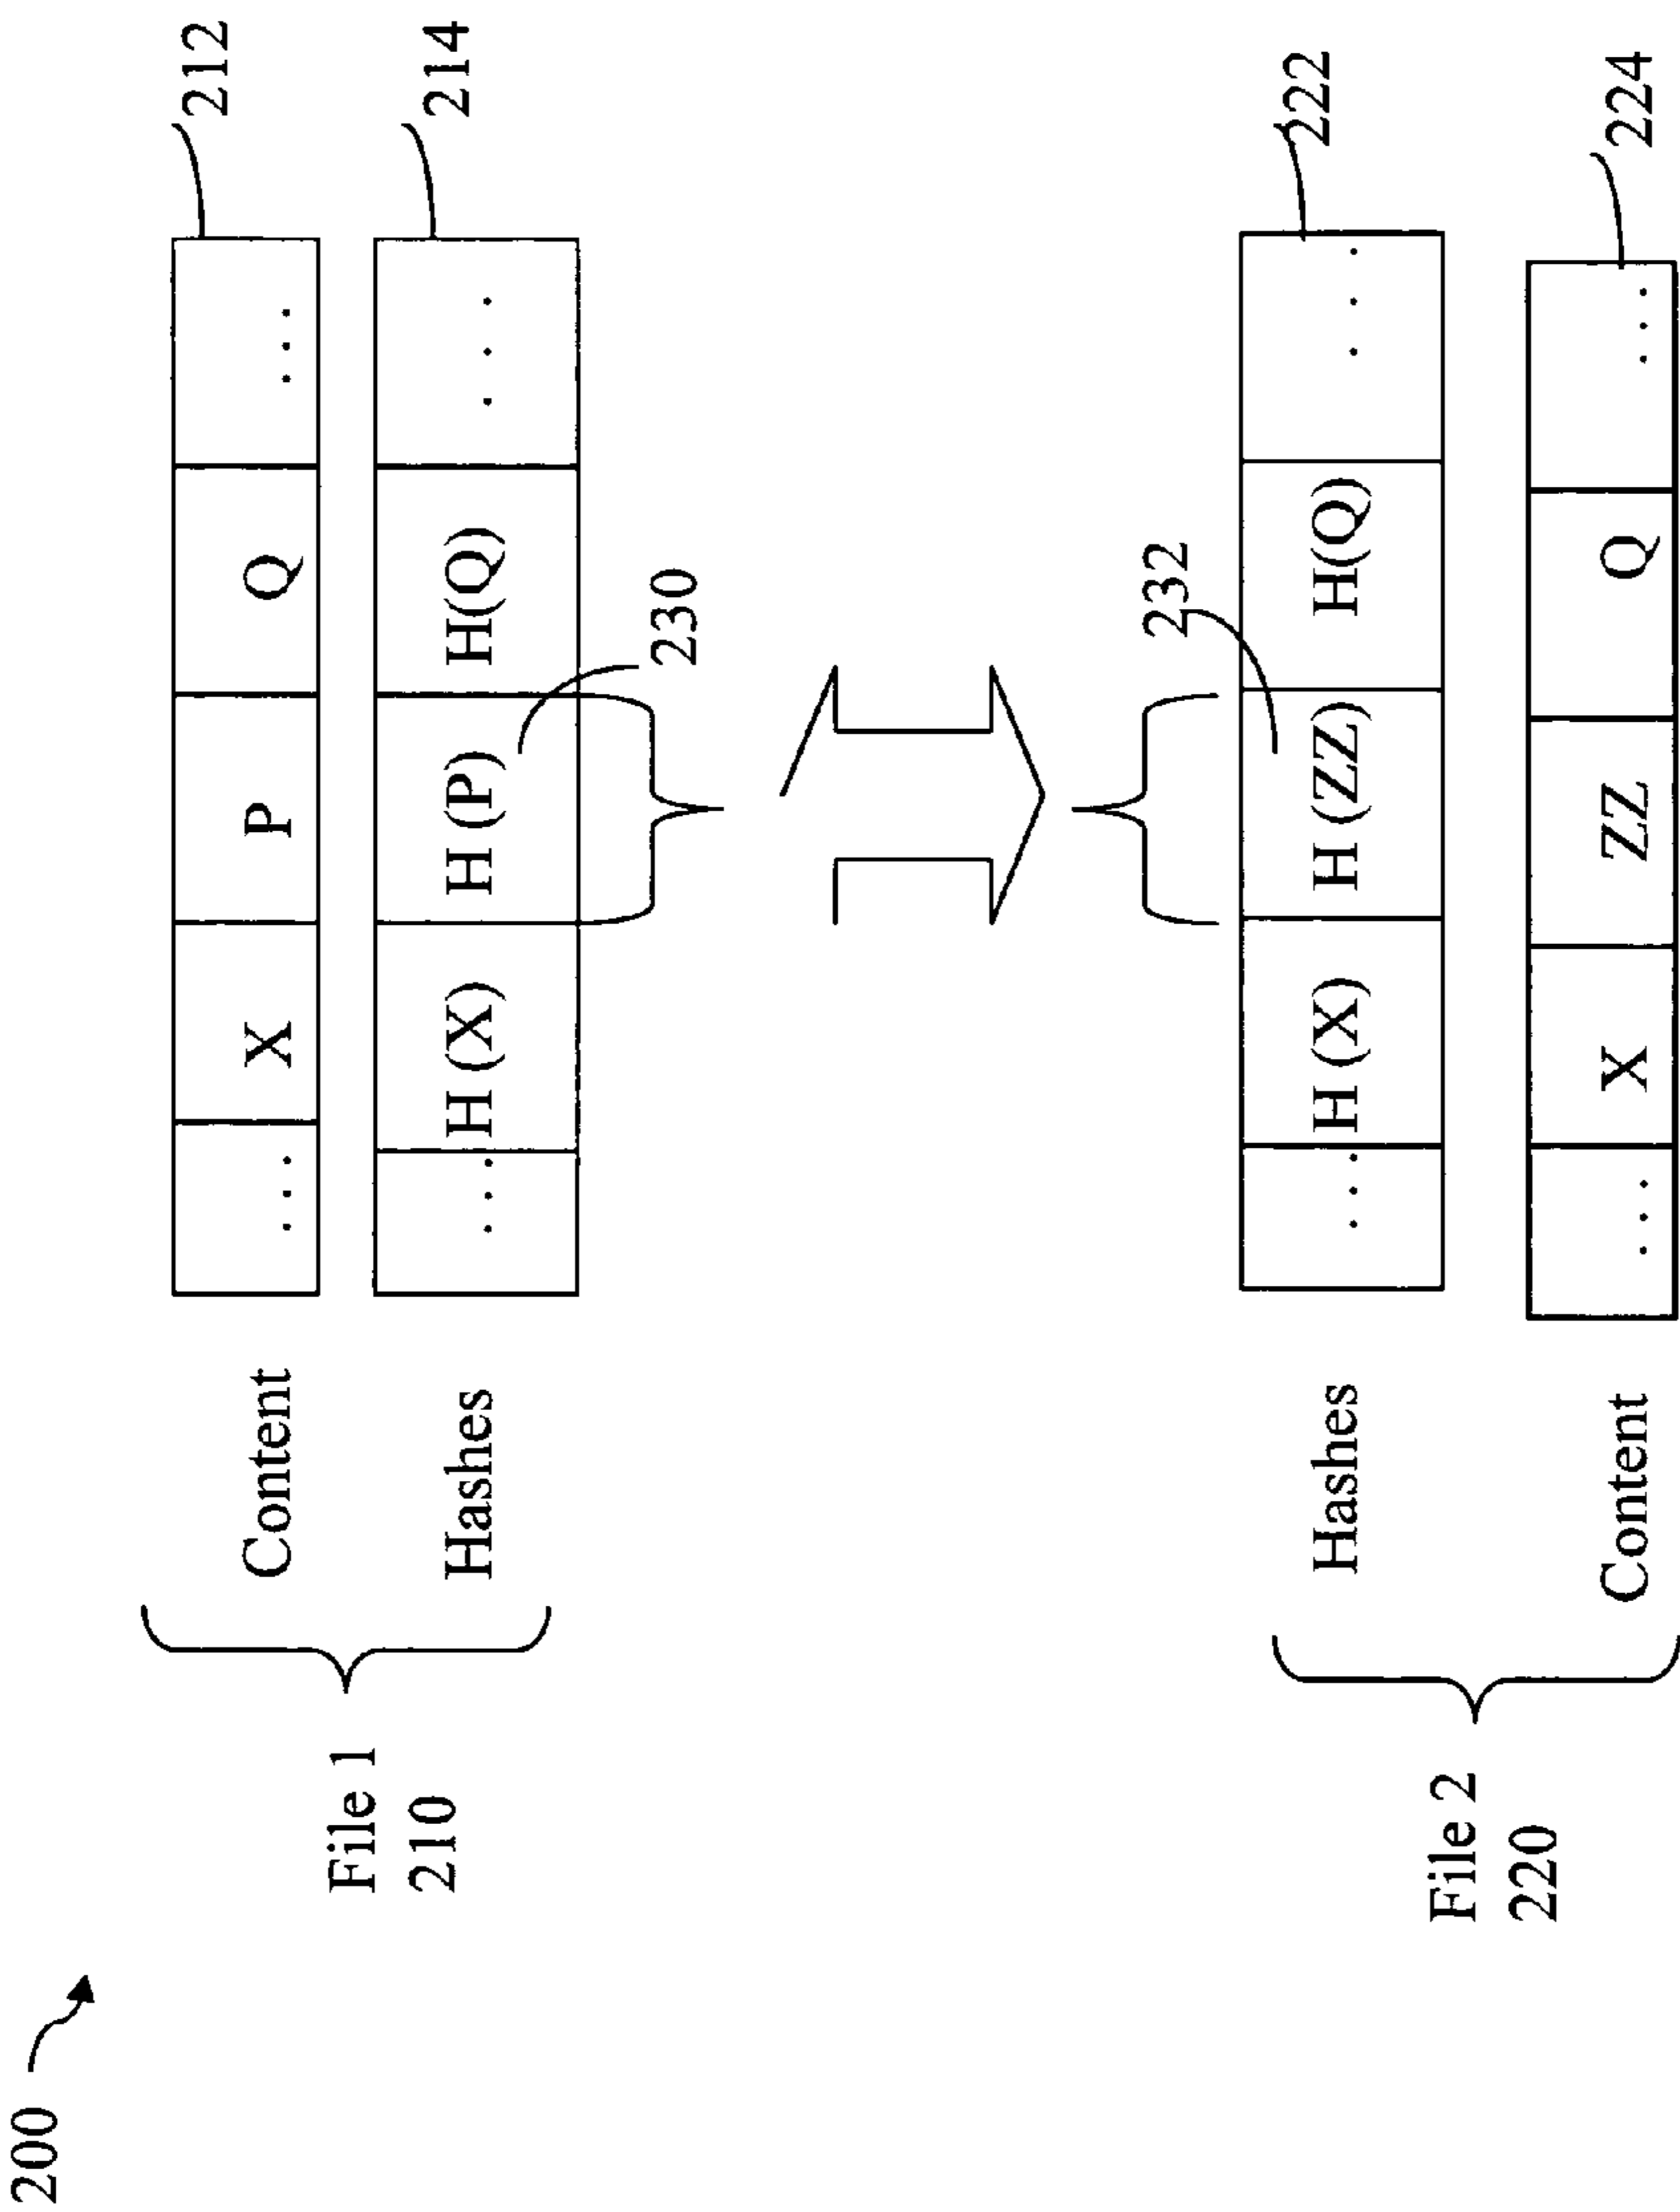 200
File 1
210
Content
... X P Q ...
212
Hashes
... H (X) H (P) H(Q) ...
214
230
232
File 2
220
Hashes
... H (X) H (ZZ) H(Q) ...
222
Content
... X ZZ Q ...
224